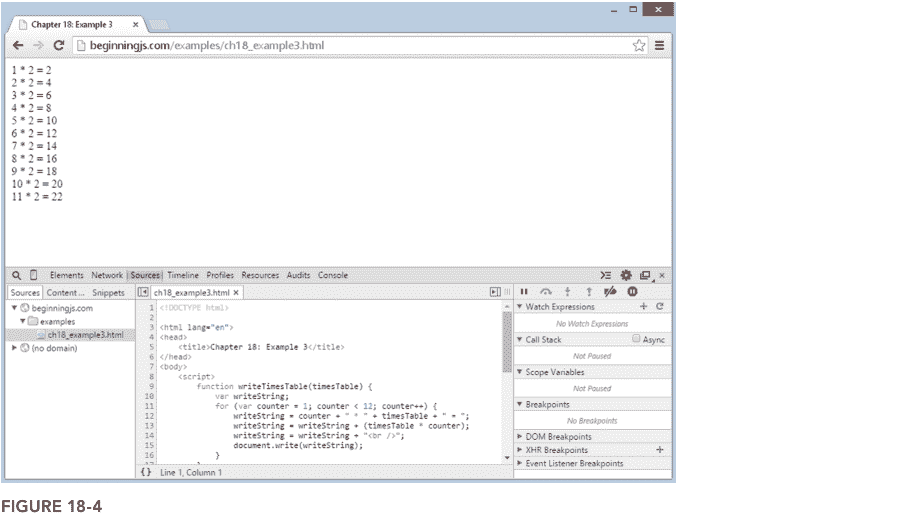 Chapter 18: Example 3
beginningjs.com/examples/ch18_example3.html
1 * 2 = 2
2 * 2 = 4
3 * 2 = 6
4 * 2 = 8
5 * 2 = 10
6 * 2 = 12
7 * 2 = 14
8 * 2 = 16
9 * 2 = 18
10 * 2 = 20
11 * 2 = 22
Elements Network Sources Timeline Profiles Resources Audits Console
Sources Content... Snippets
beginningjs.com
examples
ch18_example3.html
(no domain)
ch18_example3.html
1 <!DOCTYPE html>
2
3 <html lang="en">
4 <head>
5 <title>Chapter 18: Example 3</title>
6 </head>
7 <body>
8 <script>
9 function writeTimesTable(timesTable) {
10 var writeString;
11 for (var counter = 1; counter < 12; counter++) {
12 writeString = counter + " * " + timesTable + " = ";
13 writeString = writeString + (timesTable * counter);
14 writeString = writeString + "<br />";
15 document.write(writeString);
16 }
{} Line 1, Column 1
Watch Expressions
No Watch Expressions
Call Stack Async
Not Paused
Scope Variables
Not Paused
Breakpoints
No Breakpoints
DOM Breakpoints
XHR Breakpoints
Event Listener Breakpoints
FIGURE 18-4